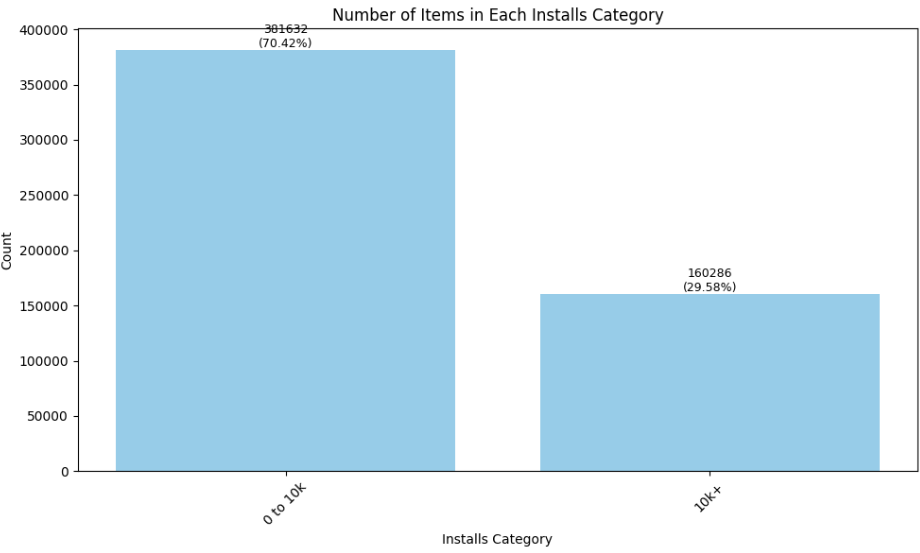 Number of Items in Each Installs Category
381632
(70.42%)
160286
(29.58%)
400000
350000
300000
250000
200000
150000
100000
50000
0
Count
0 to 10k
10k+
Installs Category